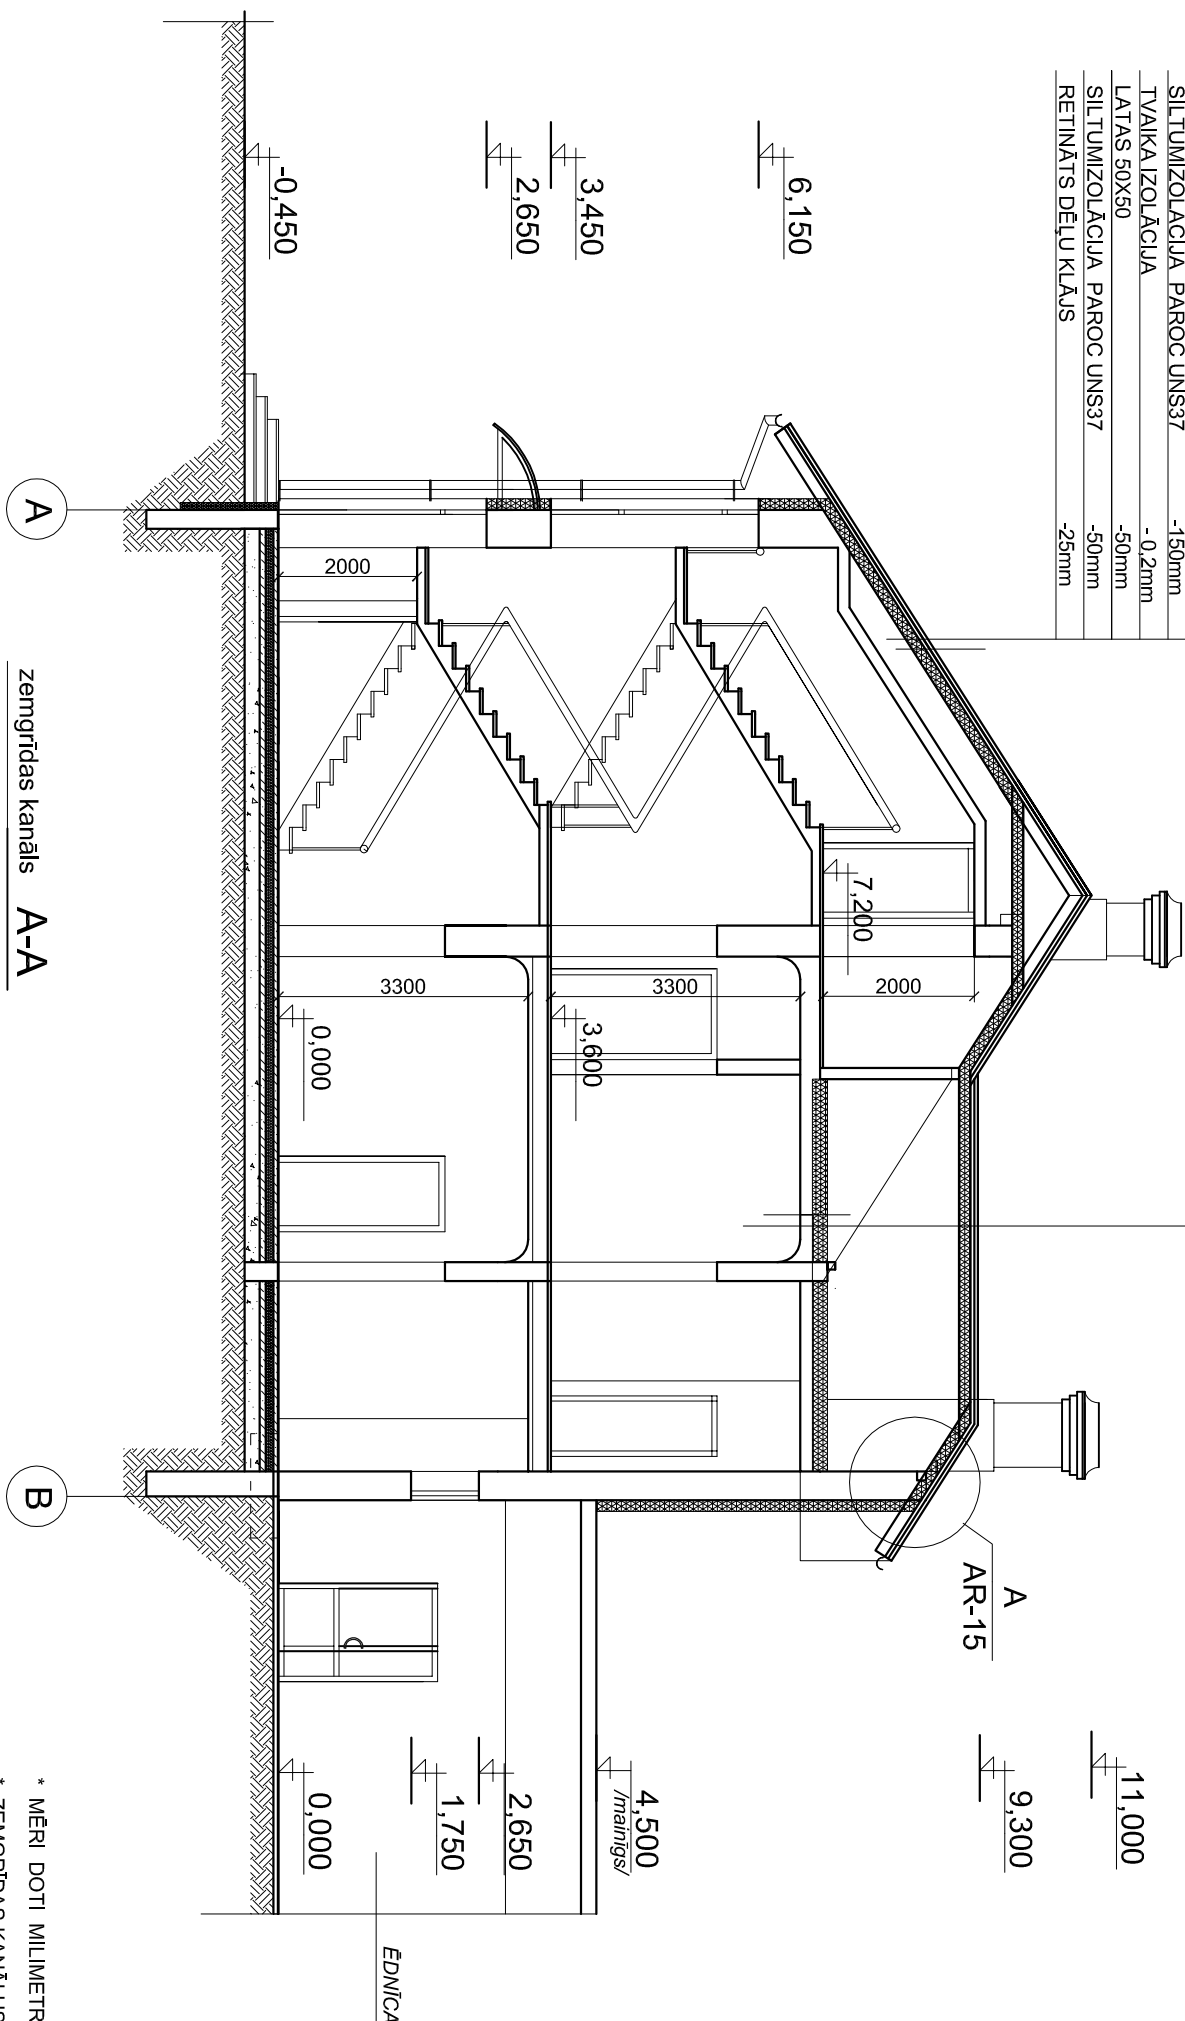 SILTUMIZOLĀCIJA PAROC UNS37 -150mm
TVAIKA IZOLĀCIJA - 0,2mm
LATAS 50X50 -50mm
SILTUMIZOLĀCIJA PAROC UNS37 -50mm
RETINĀTS DĒĻU KLĀJS -25mm
11,000
9,300
6,150
A
AR-15
7,200
2000
4,500
/mainīgs/
3,450
3,600
2,650
2,650
3300
3300
2000
1,750
ĒDNĪCA
0,000
0,000
-0,450
A
B
zemgrīdas kanāls A-A
* MĒRI DOTI MILIMETR
* ZEMGRĪDAS KANĀLUS